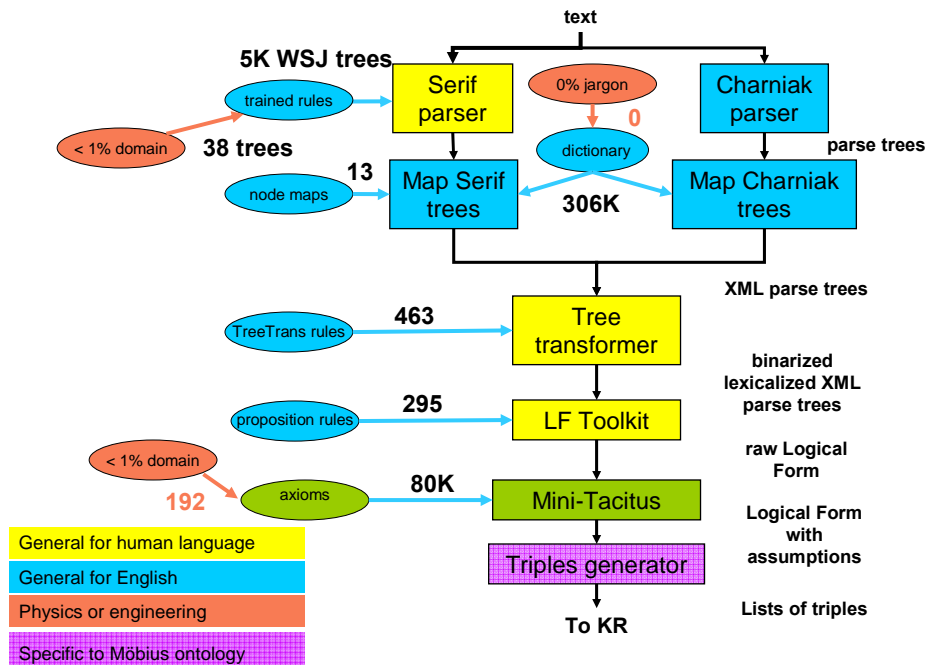 text
5K WSJ trees
trained rules
Serif
parser
0% jargon
0
Charniak
parser
< 1% domain
38 trees
dictionary
parse trees
13
node maps
Map Serif
trees
306K
Map Charniak
trees
XML parse trees
TreeTrans rules
463
Tree
transformer
binarized
lexicalized XML
parse trees
proposition rules
295
LF Toolkit
raw Logical
Form
< 1% domain
192
axioms
80K
Mini-Tacitus
Logical Form
with
assumptions
General for human language
General for English
Physics or engineering
Specific to Möbius ontology
Triples generator
Lists of triples
To KR